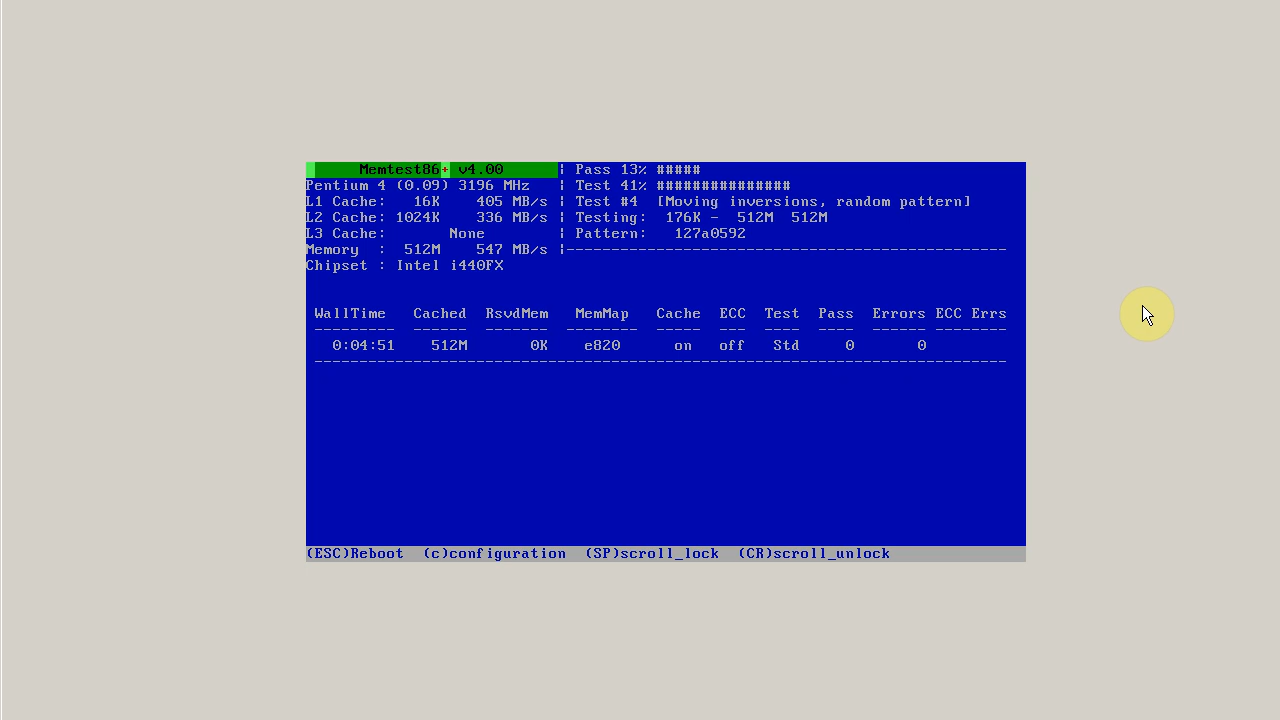 Memtest86+ v4.00 | Pass 13% #####
Pentium 4 (0.09) 3196 MHz | Test 41% ###############
L1 Cache: 16K 405 MB/s | Test #4 [Moving inversions, random pattern]
L2 Cache: 1024K 336 MB/s | Testing: 176K - 512M 512M
L3 Cache: None | Pattern: 127a0592
Memory : 512M 547 MB/s |-------------------------------------------------
Chipset : Intel i440FX
WallTime Cached RsvdMem MemMap Cache ECC Test Pass Errors ECC Errs
--------- ------ ------- -------- ----- --- ---- ---- ------ --------
0:04:51 512M 0K e820 on off Std 0 0
-----------------------------------------------------------------------------
(ESC)Reboot (c)configuration (SP)scroll_lock (CR)scroll_unlock